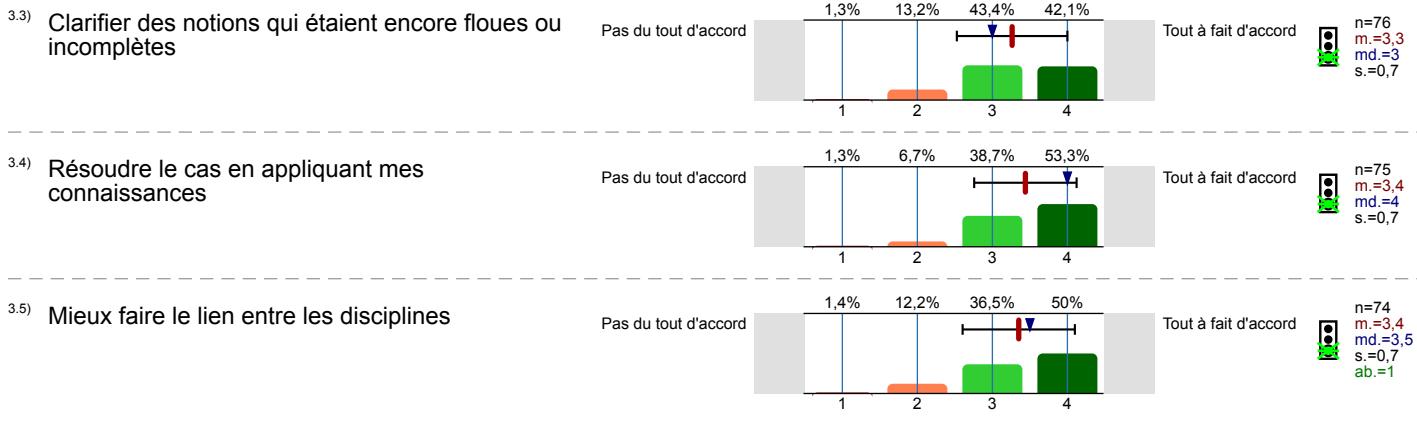 3.3) Clarifier des notions qui étaient encore floues ou
incomplètes
Pas du tout d'accord
1,3% 13,2% 43,4% 42,1%
1 2 3 4
Tout à fait d'accord
n=76
m.=3,3
md.=3
s.=0,7
3.4) Résoudre le cas en appliquant mes
connaissances
Pas du tout d'accord
1,3% 6,7% 38,7% 53,3%
1 2 3 4
Tout à fait d'accord
n=75
m.=3,4
md.=4
s.=0,7
3.5) Mieux faire le lien entre les disciplines
Pas du tout d'accord
1,4% 12,2% 36,5% 50%
1 2 3 4
Tout à fait d'accord
n=74
m.=3,4
md.=3,5
s.=0,7
ab.=1